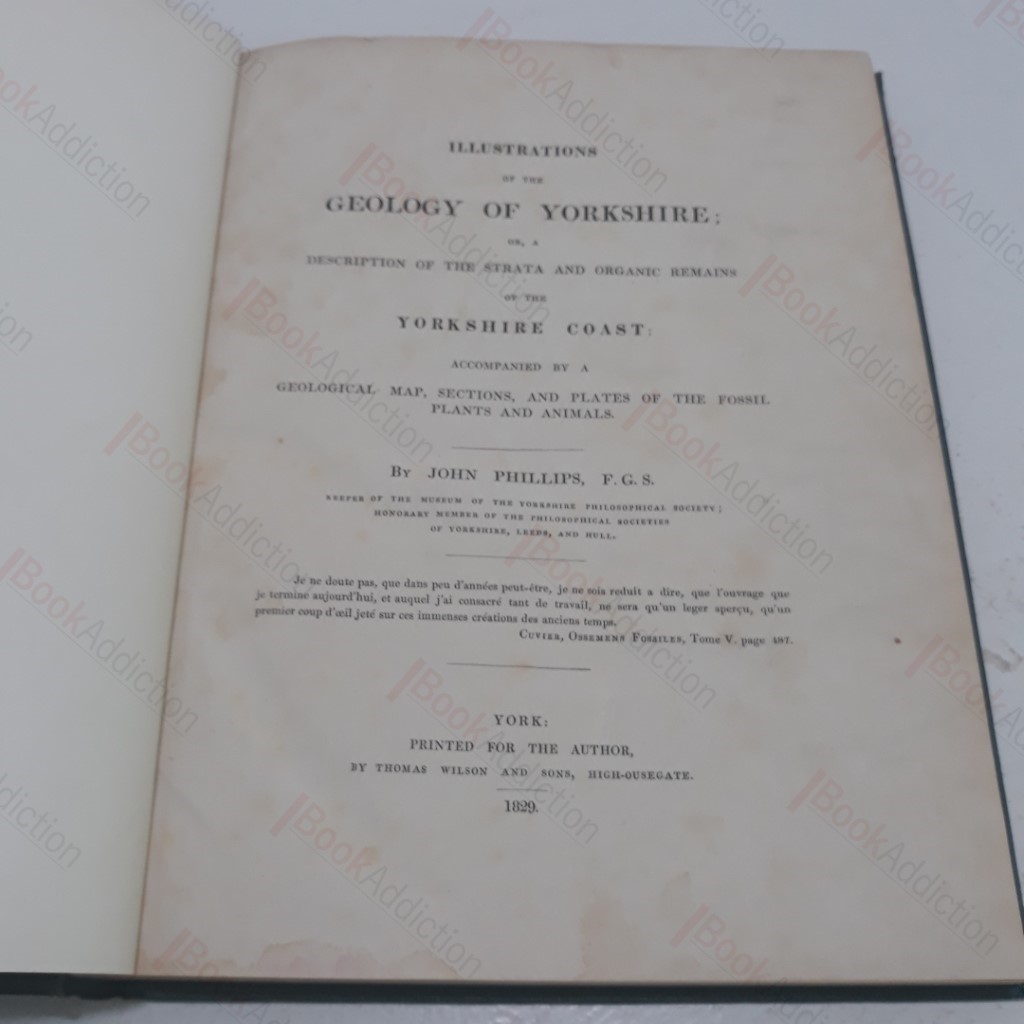 ILLUSTRATIONS
OF THE
GEOLOGY OF YORKSHIRE;
OR, A
DESCRIPTION OF THE STRATA AND ORGANIC REMAINS
OF THE
YORKSHIRE COAST:
ACCOMPANIED BY A
GEOLOGICAL MAP, SECTIONS, AND PLATES OF THE FOSSIL
PLANTS AND ANIMALS.
By JOHN PHILLIPS, F.G.S.
KEEPER OF THE MUSEUM OF THE YORKSHIRE PHILOSOPHICAL SOCIETY;
HONORARY MEMBER OF THE PHILOSOPHICAL SOCIETIES
OF YORKSHIRE, LEEDS, AND HULL.
Je ne doute pas, que dans peu d'années peut-être, je ne sois reduit a dire, que l'ouvrage que
je termine aujourd'hui, et auquel j'ai consacré tant de travail, ne sera qu'un leger aperçu, qu'un
premier coup d'œil jeté sur ces immenses créations des anciens temps.
CUVIER, OSSEMENS FOSSILES, Tome V. page 487.
YORK:
PRINTED FOR THE AUTHOR,
BY THOMAS WILSON AND SONS, HIGH-OUSEGATE.
1829.
BookAddiction